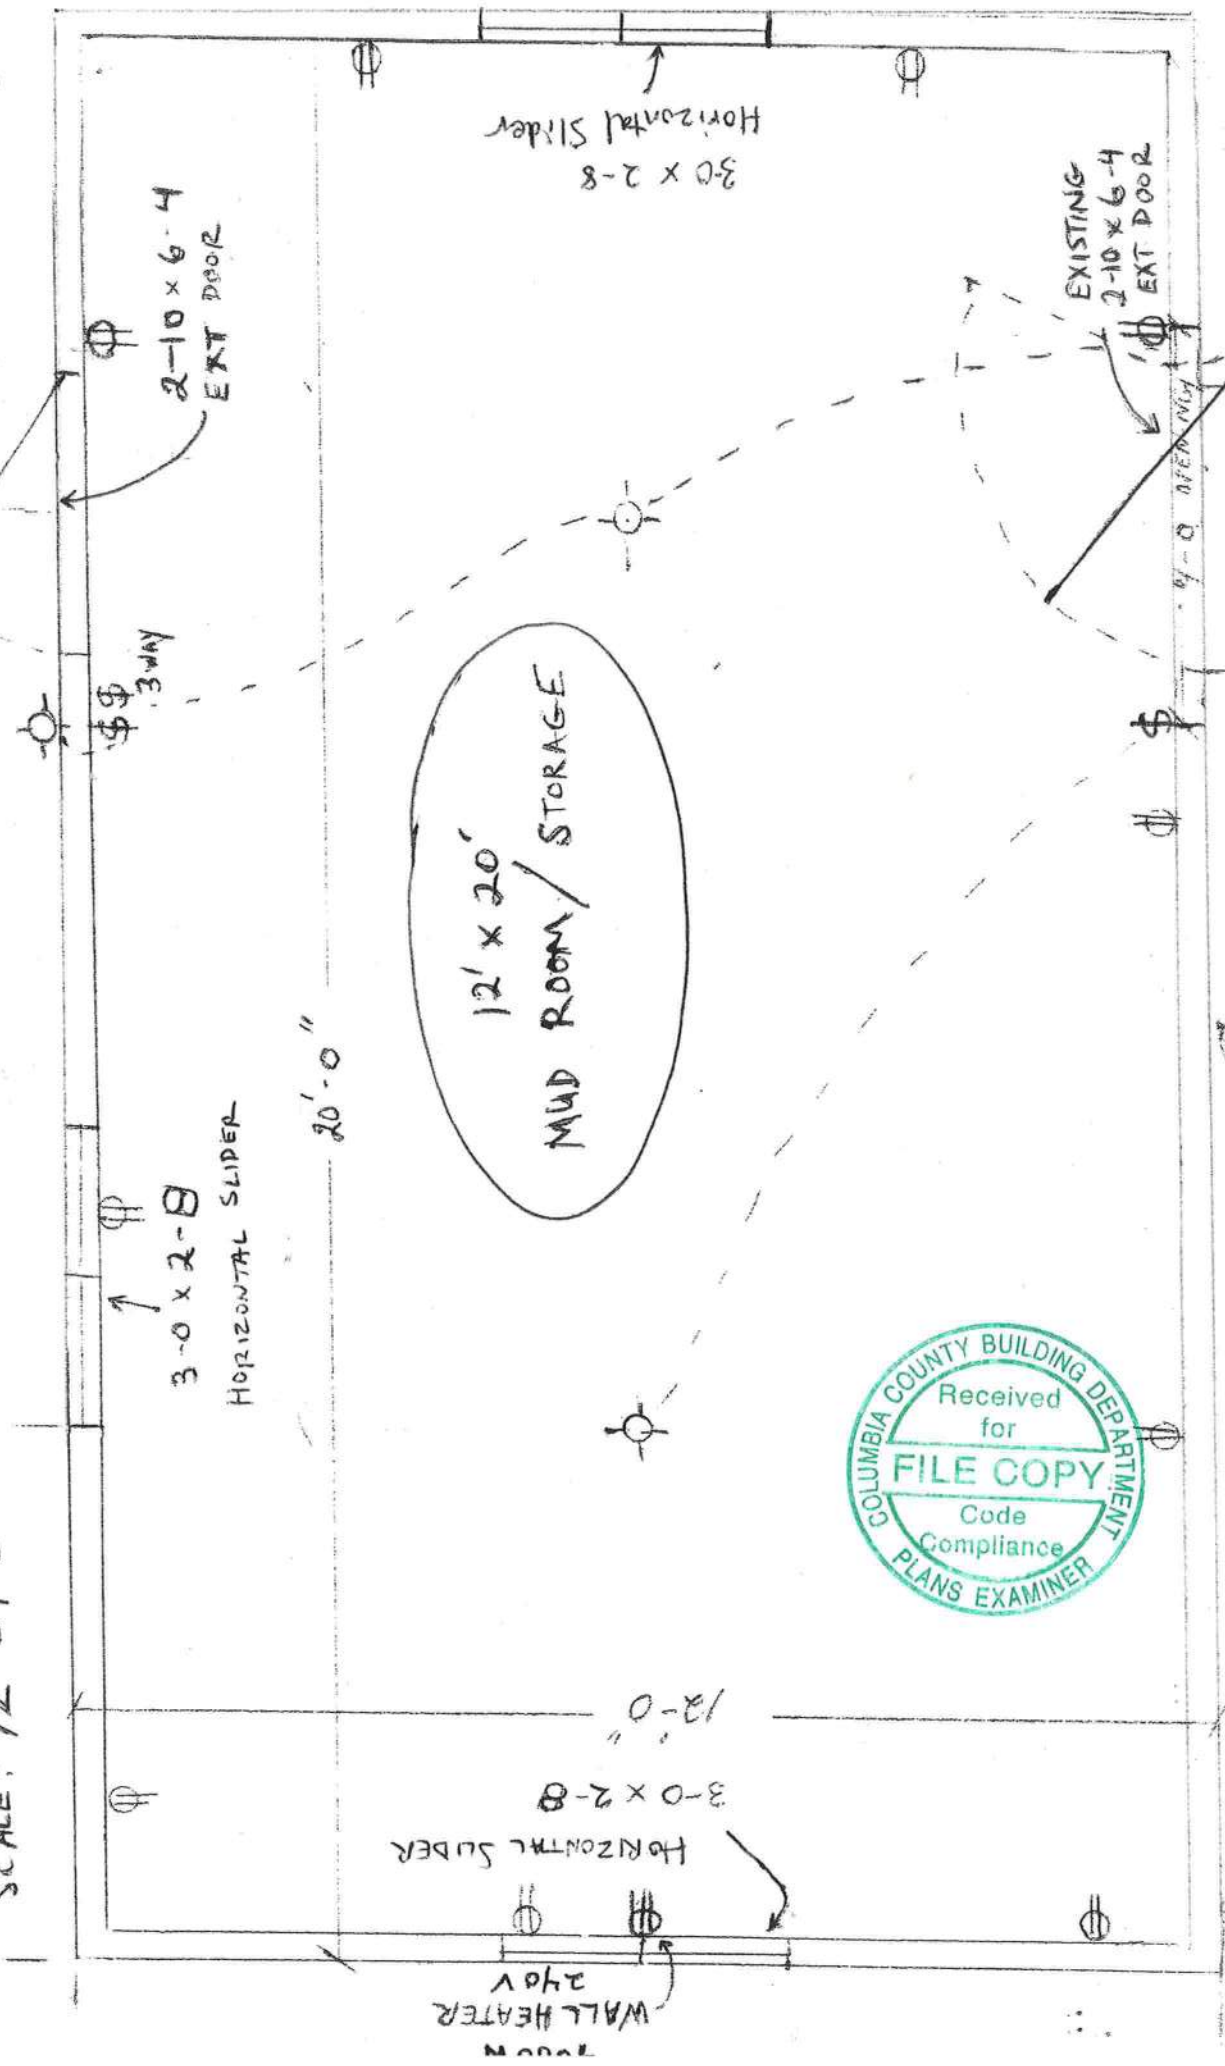 SCALE: 1/2
2-10 x 6-4
EXT DOOR
3 WAY
3-0 x 2-8
HORIZONTAL SLIDER
20'-0"
3-0 x 2-8
Horizontal Slider
EXISTING
2-10 x 6-4
EXT DOOR
12' x 20'
MUD ROOM / STORAGE
12'-0"
3-0 x 2-8
HORIZONTAL SLIDER
WALL HEATER
240V
COLUMBIA COUNTY BUILDING DEPARTMENT
Received
for
FILE COPY
Code
Compliance
PLANS EXAMINER